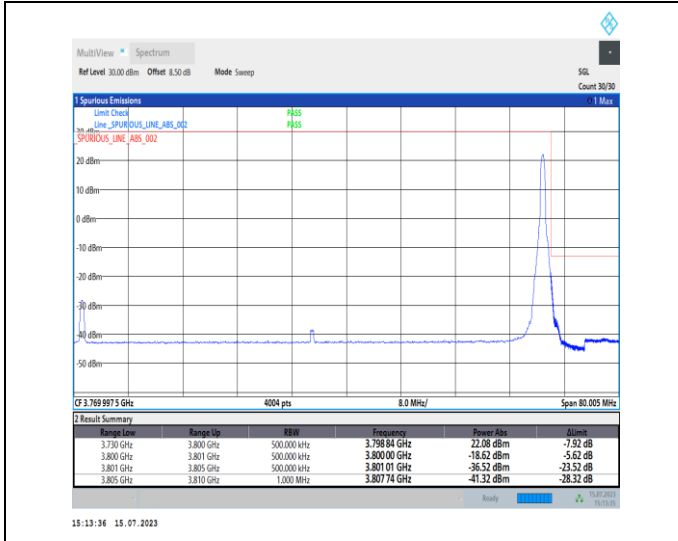 MultiView Spectrum
Ref Level 30.00 dBm Offset 8.50 dB Mode Sweep SGL
Count 30/30
1 Spurious Emissions 1 Max
Limit Check PASS
Line _SPURIOUS_LINE_ABS_002 PASS
_SPURIOUS_LINE_ABS_002
20 dBm
10 dBm
0 dBm
-10 dBm
-20 dBm
-30 dBm
-40 dBm
-50 dBm
CF 3.769 997 5 GHz 4004 pts 8.0 MHz/ Span 80.005 MHz
2 Result Summary
Range Low Range Up RBW Frequency Power Abs ΔLimit
3.730 GHz 3.800 GHz 500.000 kHz 3.798 84 GHz 22.08 dBm -7.92 dB
3.800 GHz 3.801 GHz 500.000 kHz 3.800 00 GHz -18.62 dBm -5.62 dB
3.801 GHz 3.805 GHz 500.000 kHz 3.801 01 GHz -36.52 dBm -23.52 dB
3.805 GHz 3.810 GHz 1.000 MHz 3.807 74 GHz -41.32 dBm -28.32 dB
Ready 15.07.2023
15:13:36 15.07.2023